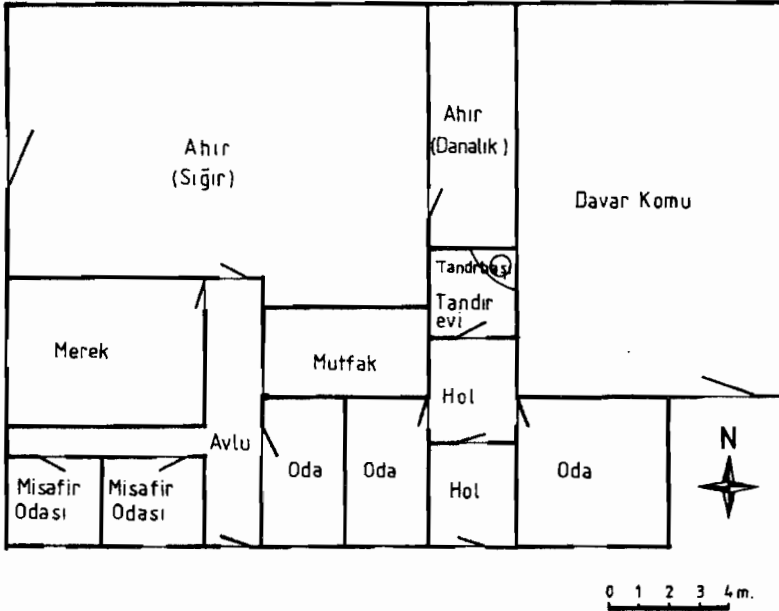 Ahır
(Sığır)
Ahır
(Danalık)
Davar Komu
Tandırbaşı
Tandır
evi
Merek
Mutfak
Hol
Avlu
N
Misafir
Odası
Misafir
Odası
Oda
Oda
Hol
Oda
0 1 2 3 4 m.